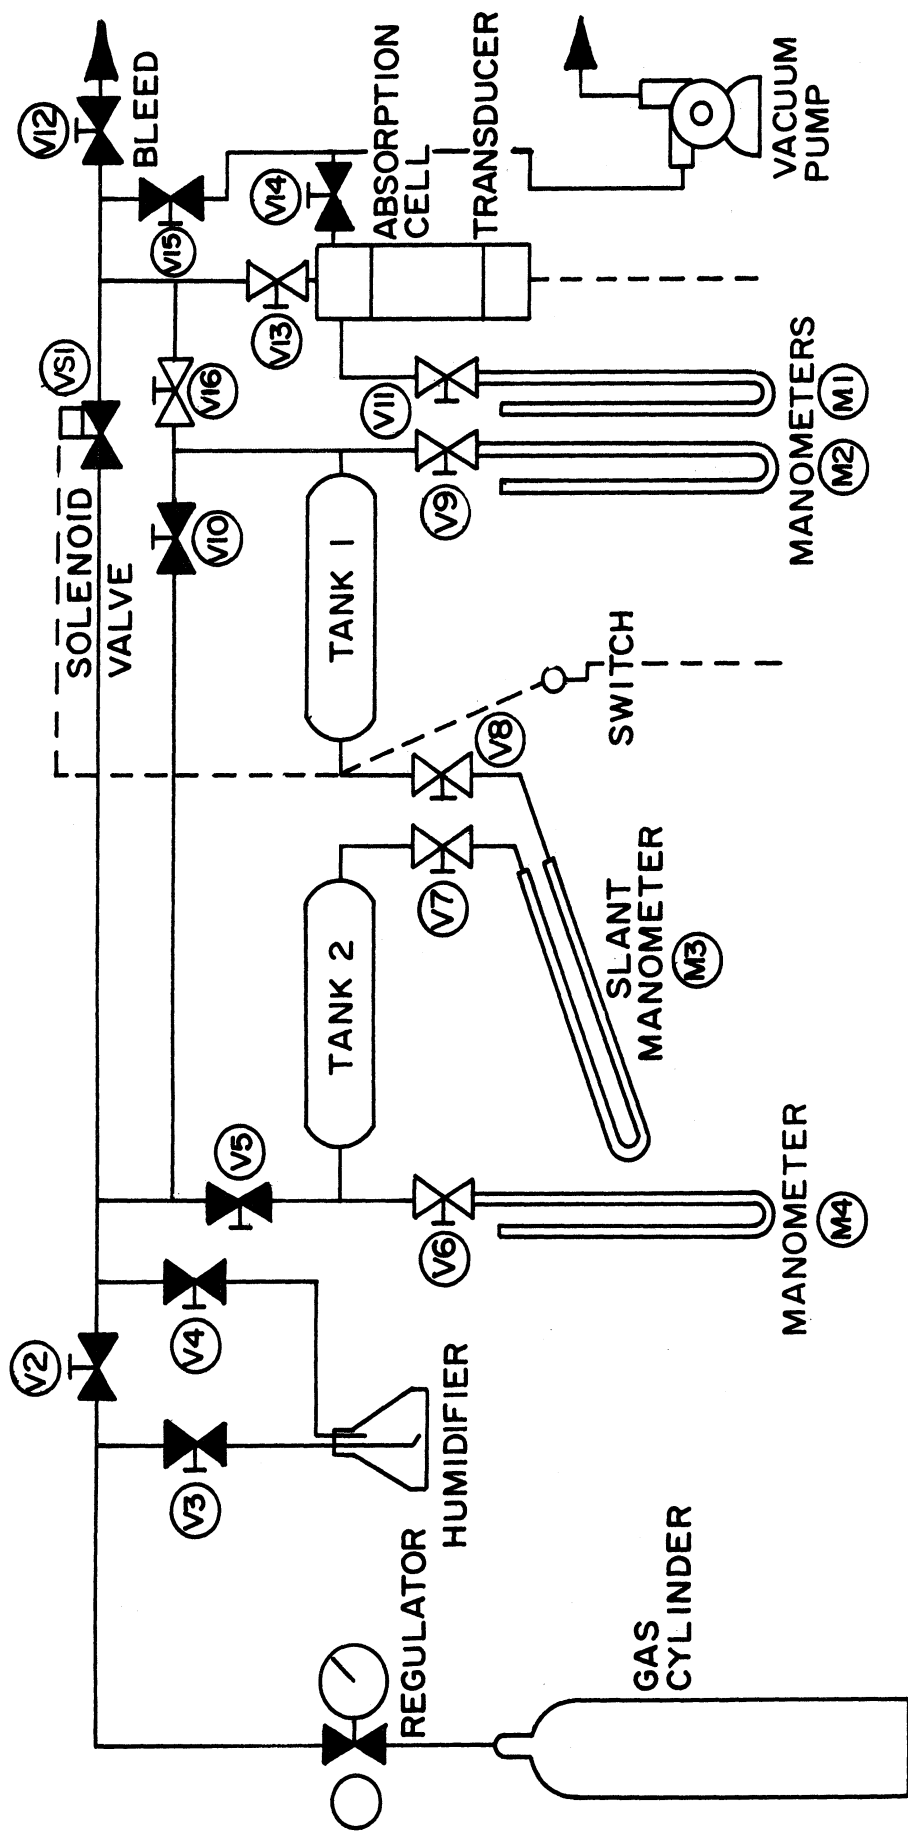 V12
BLEED
V15
V14
ABSORPTION
CELL
TRANSDUCER
VACUUM
PUMP
VS1
SOLENOID
VALVE
V16
V13
V10
V11
V9
TANK 1
MANOMETERS
M1
M2
SWITCH
V8
V7
TANK 2
SLANT
MANOMETER
M3
V5
V6
MANOMETER
M4
V2
V4
V3
HUMIDIFIER
REGULATOR
GAS
CYLINDER